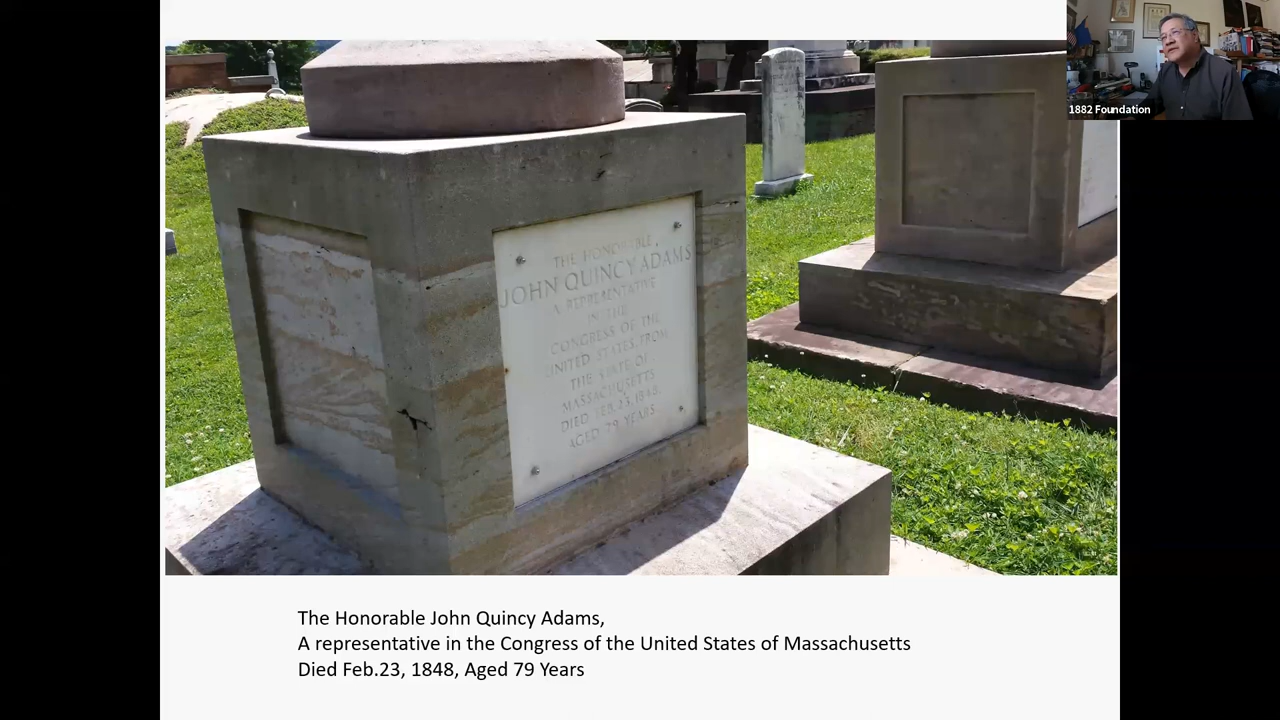 1882 Foundation
THE HONORABLE
JOHN QUINCY ADAMS
A REPRESENTATIVE
IN THE
CONGRESS OF THE
UNITED STATES, FROM
THE STATE OF
MASSACHUSETTS
DIED FEB. 23, 1848,
AGED 79 YEARS.
The Honorable John Quincy Adams,
A representative in the Congress of the United States of Massachusetts
Died Feb.23, 1848, Aged 79 Years